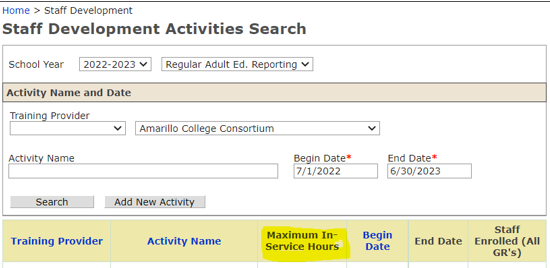 Home > Staff Development
Staff Development Activities Search
School Year 2022-2023 Regular Adult Ed. Reporting
Activity Name and Date
Training Provider
Amarillo College Consortium
Activity Name Begin Date* End Date*
7/1/2022 6/30/2023
Search Add New Activity
Training Provider Activity Name Maximum In-Service Hours Begin Date End Date Staff Enrolled (All GR's)